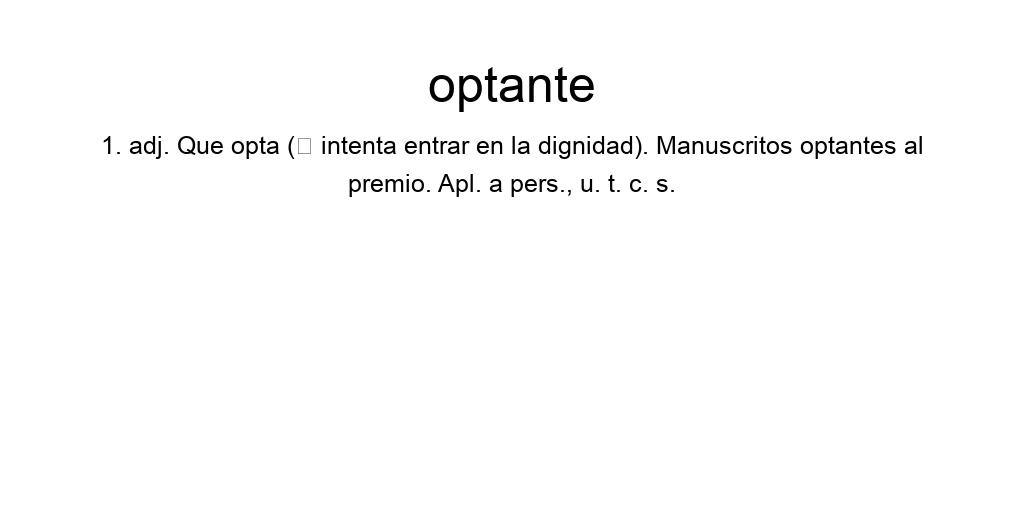 optante
1. adj. Que opta (□ intenta entrar en la dignidad). Manuscritos optantes al
premio. Apl. a pers., u. t. c. s.